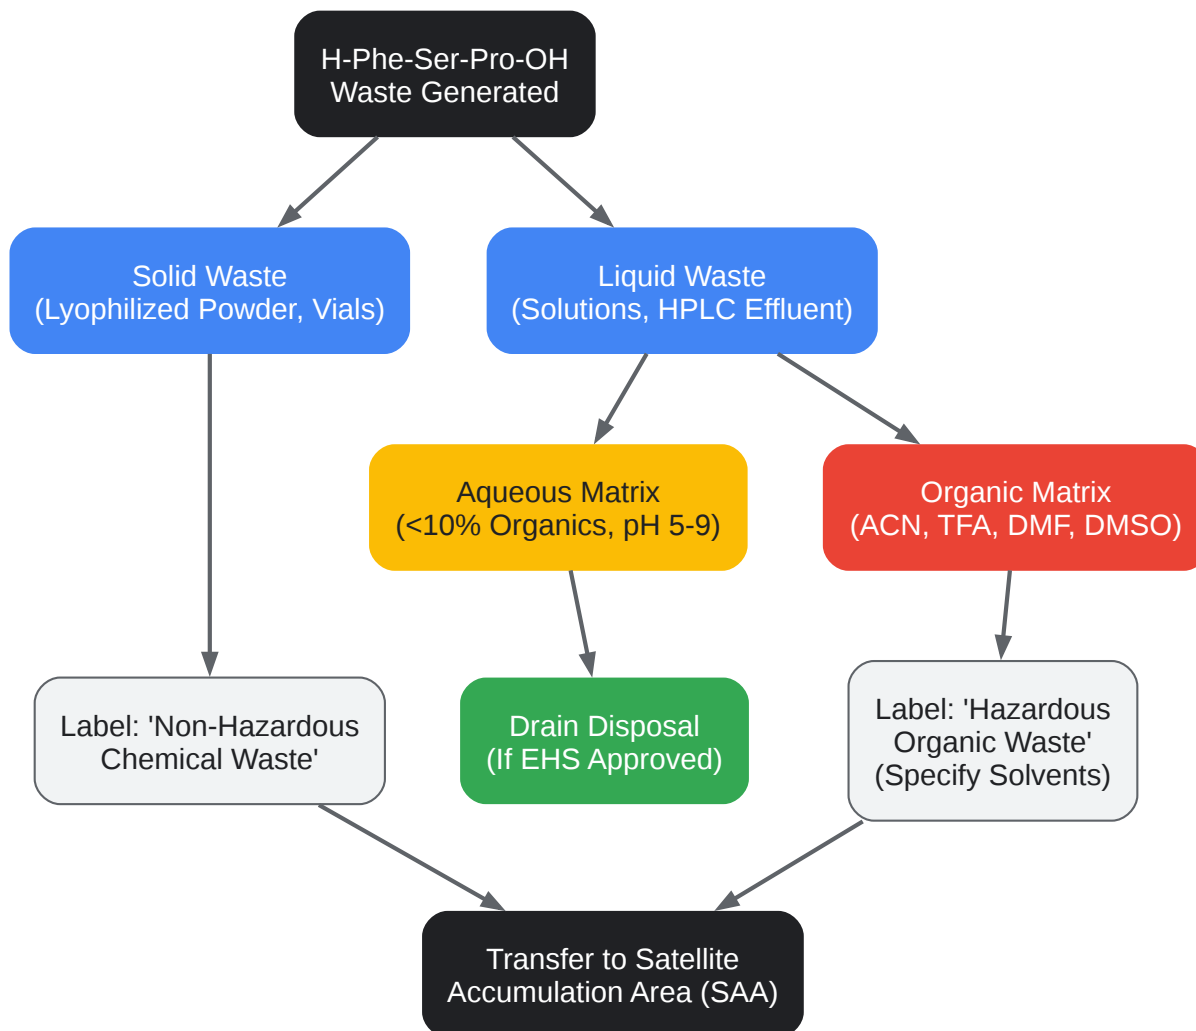 H-Phe-Ser-Pro-OH
Waste Generated
Solid Waste
(Lyophilized Powder, Vials)
Liquid Waste
(Solutions, HPLC Effluent)
Aqueous Matrix
(<10% Organics, pH 5-9)
Organic Matrix
(ACN, TFA, DMF, DMSO)
Label: 'Non-Hazardous
Chemical Waste'
Drain Disposal
(If EHS Approved)
Label: 'Hazardous
Organic Waste'
(Specify Solvents)
Transfer to Satellite
Accumulation Area (SAA)